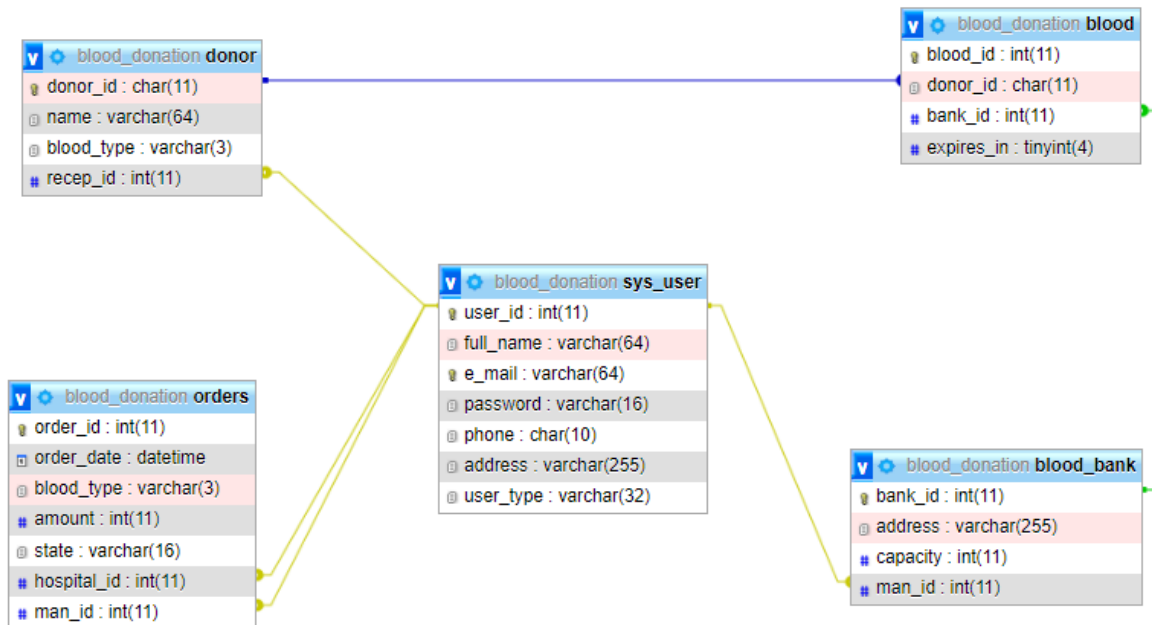 v blood_donation donor
donor_id : char(11)
name : varchar(64)
blood_type : varchar(3)
# recep_id : int(11)
v blood_donation blood
blood_id : int(11)
donor_id : char(11)
# bank_id : int(11)
# expires_in : tinyint(4)
v blood_donation sys_user
user_id : int(11)
full_name : varchar(64)
e_mail : varchar(64)
password : varchar(16)
phone : char(10)
address : varchar(255)
user_type : varchar(32)
v blood_donation orders
order_id : int(11)
order_date : datetime
blood_type : varchar(3)
# amount : int(11)
state : varchar(16)
# hospital_id : int(11)
# man_id : int(11)
v blood_donation blood_bank
bank_id : int(11)
address : varchar(255)
# capacity : int(11)
# man_id : int(11)